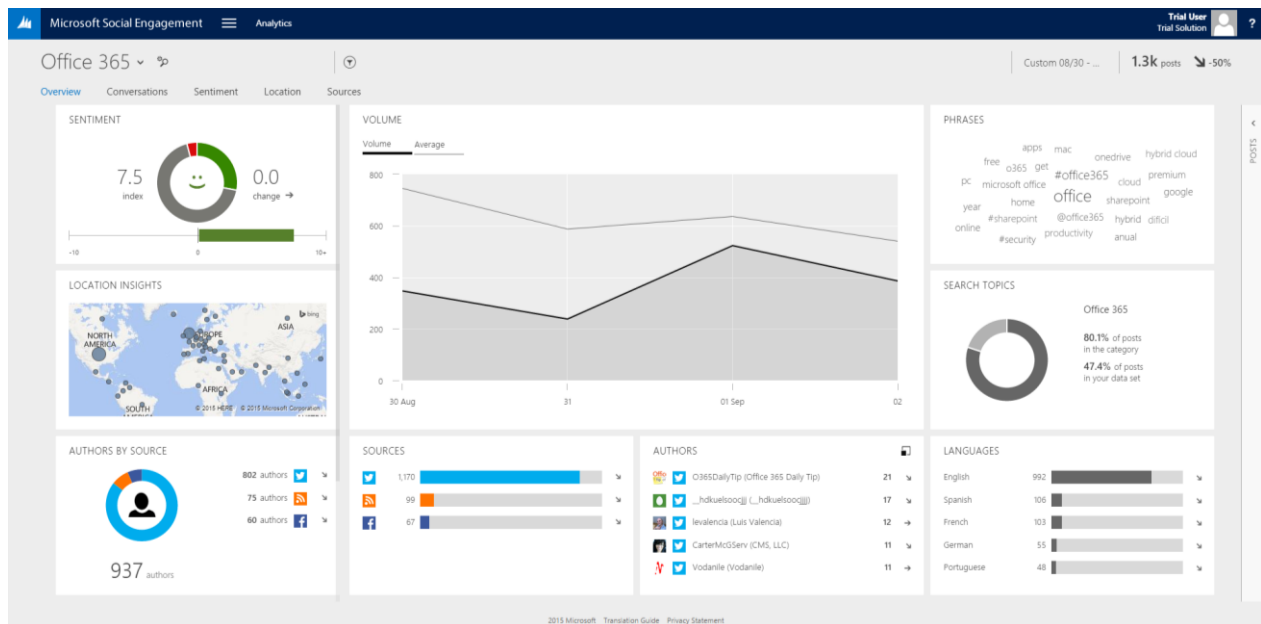 Microsoft Social Engagement Analytics
Trial User
Trial Solution
?
Office 365
Custom 08/30 - ...
1.3k posts -50%
Overview Conversations Sentiment Location Sources
SENTIMENT
7.5
index
0.0
change →
-10 0 10+
VOLUME
Volume Average
800
600
400
200
0
30 Aug 31 01 Sep 02
PHRASES
apps mac
free o365 get onedrive hybrid cloud
pc microsoft office #office365 cloud premium
year home office sharepoint google
#sharepoint @office365 hybrid difícil
online #security productivity anual
POSTS
LOCATION INSIGHTS
bing
NORTH
AMERICA
EUROPE
ASIA
AFRICA
SOUTH
© 2015 HERE © 2015 Microsoft Corporation
SEARCH TOPICS
Office 365
80.1% of posts
in the category
47.4% of posts
in your data set
AUTHORS BY SOURCE
802 authors
75 authors
60 authors
937 authors
SOURCES
1,170
99
67
AUTHORS
O365DailyTip (Office 365 Daily Tip) 21
12 →
levalencia (Luis Valencia)
CarterMcGServ (CMS, LLC) 11
Vodanile (Vodanile) 11 →
LANGUAGES
English 992
Spanish 106
French 103
German 55
Portuguese 48
2015 Microsoft Translation Guide Privacy Statement